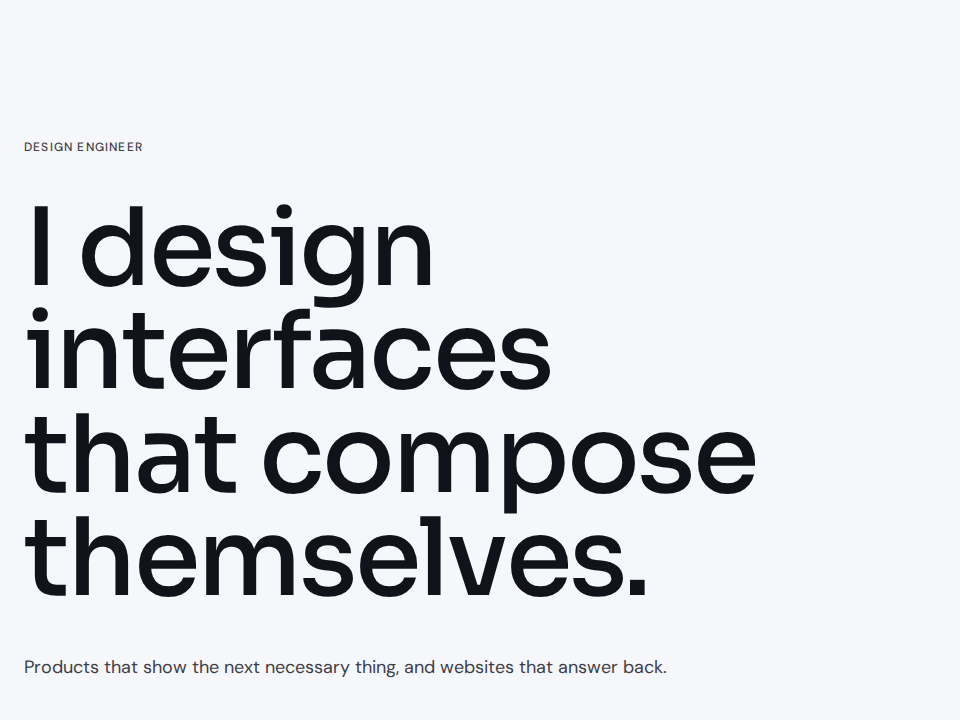 DESIGN ENGINEER
I design
interfaces
that compose
themselves.
Products that show the next necessary thing, and websites that answer back.